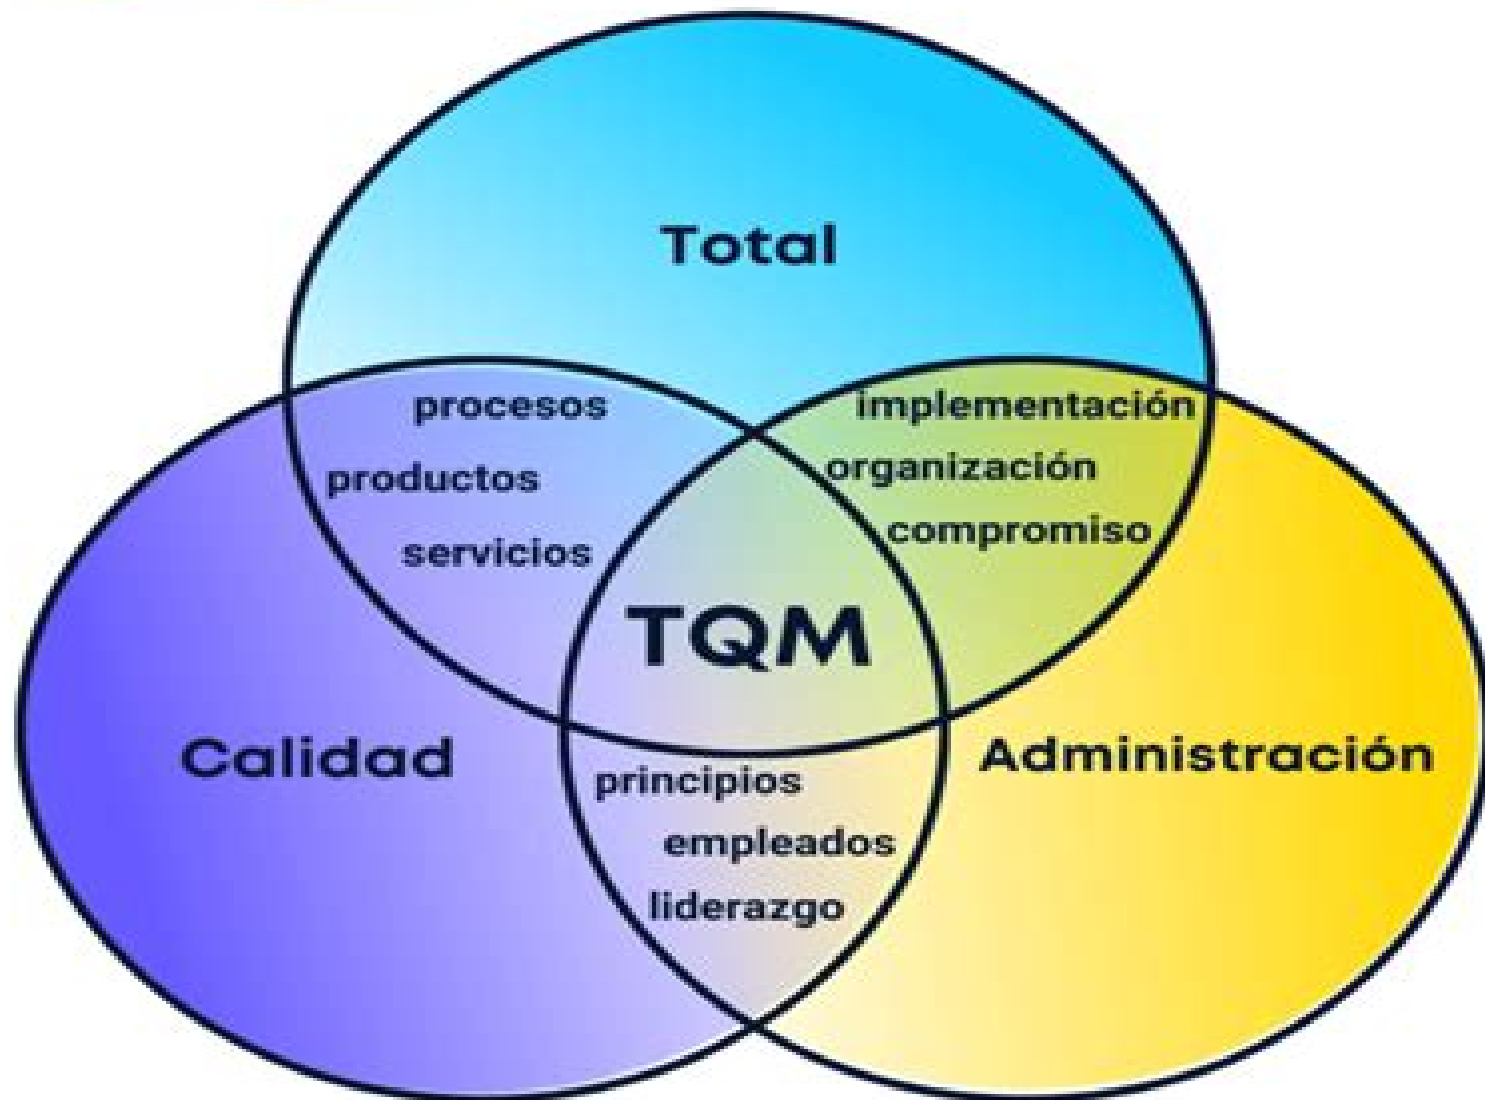 Total
procesos
productos
servicios
implementación
organización
compromiso
TQM
Calidad
Administración
principios
empleados
liderazgo